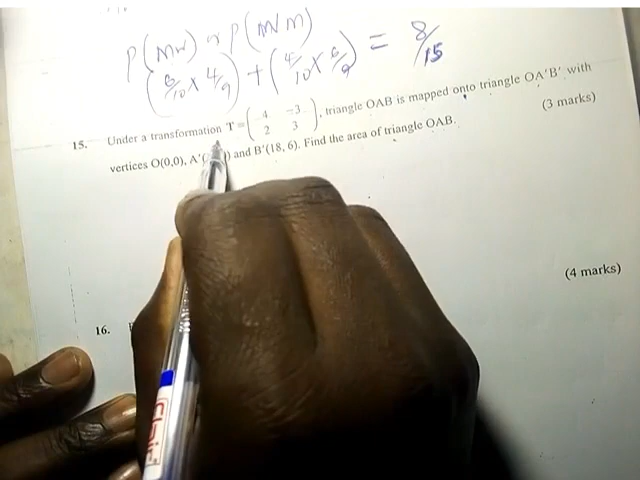 P(MW) or P(WM)
(6/10 x 4/9) + (4/10 x 6/9) = 8/15
15. Under a transformation T = ( 4 −3
2 3 ), triangle OAB is mapped onto triangle OA'B' with
vertices O(0,0), A'( ) and B'(18, 6). Find the area of triangle OAB. (3 marks)
(4 marks)
16.